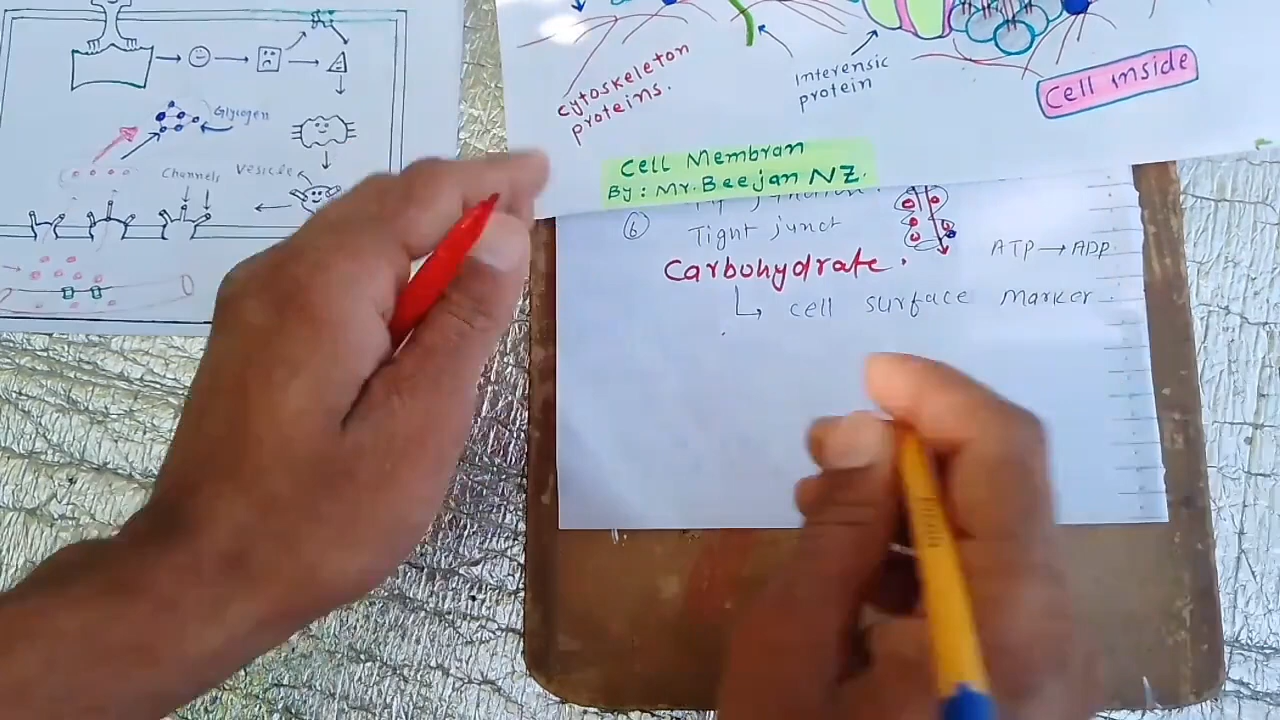 Glycogen
Channels
Vesicle
cytoskeleton
proteins.
Interensic
protein
Cell inside
Cell Membran
By: Mr. Beejan NZ.
6
Tight junct
ATP → ADP
Carbohydrate.
↳ cell surface Marker